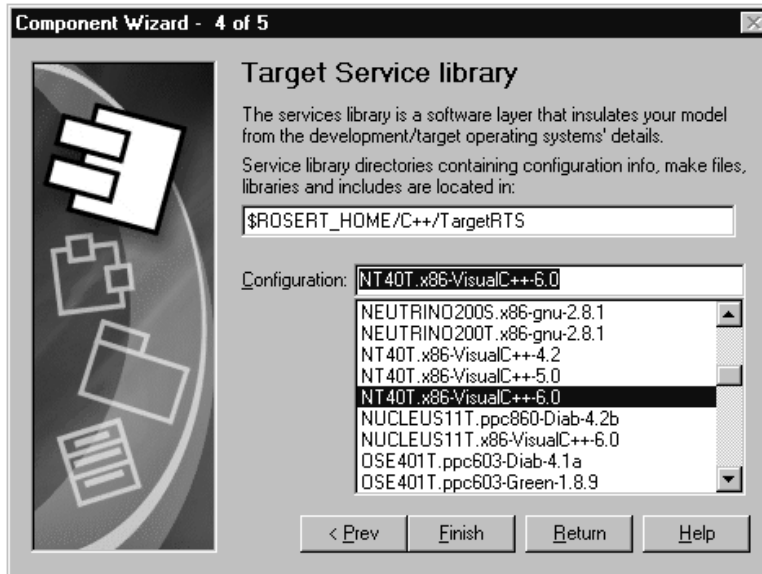 Component Wizard - 4 of 5
Target Service library
The services library is a software layer that insulates your model
from the development/target operating systems' details.
Service library directories containing configuration info, make files,
libraries and includes are located in:
$ROSERT_HOME/C++/TargetRTS
Configuration: NT40T.x86-VisualC++-6.0
NEUTRINO200S.x86-gnu-2.8.1
NEUTRINO200T.x86-gnu-2.8.1
NT40T.x86-VisualC++-4.2
NT40T.x86-VisualC++-5.0
NT40T.x86-VisualC++-6.0
NUCLEUS11T.ppc860-Diab-4.2b
NUCLEUS11T.x86-VisualC++-6.0
OSE401T.ppc603-Diab-4.1a
OSE401T.ppc603-Green-1.8.9
< Prev Finish Return Help